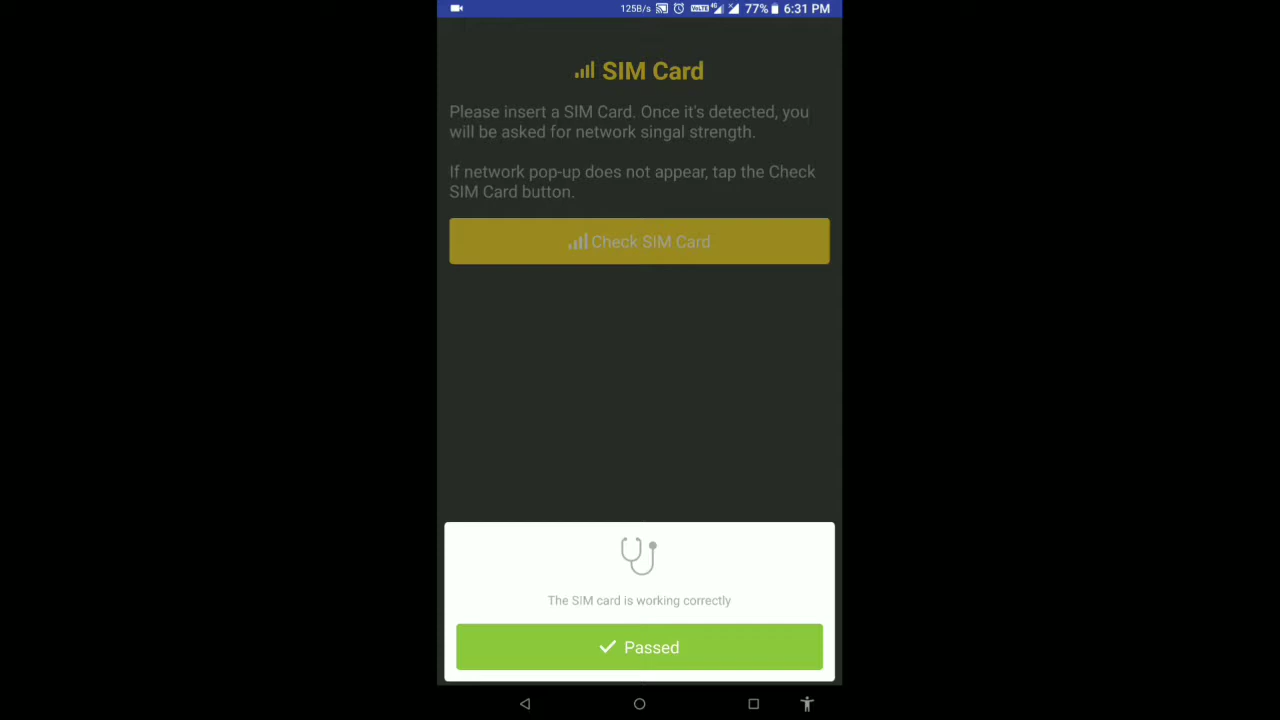 125B/s VoLTE 4G 77% 6:31 PM
SIM Card
Please insert a SIM Card. Once it's detected, you
will be asked for network singal strength.
If network pop-up does not appear, tap the Check
SIM Card button.
Check SIM Card
The SIM card is working correctly
Passed